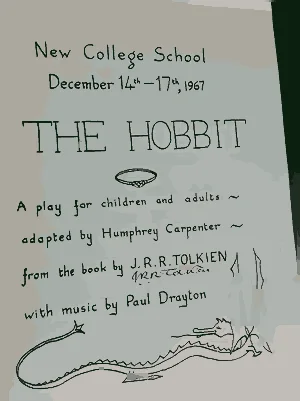 New College School
December 14th—17th, 1967
THE HOBBIT
A play for children and adults ~
adapted by Humphrey Carpenter ~
from the book by J.R.R.TOLKIEN
with music by Paul Drayton